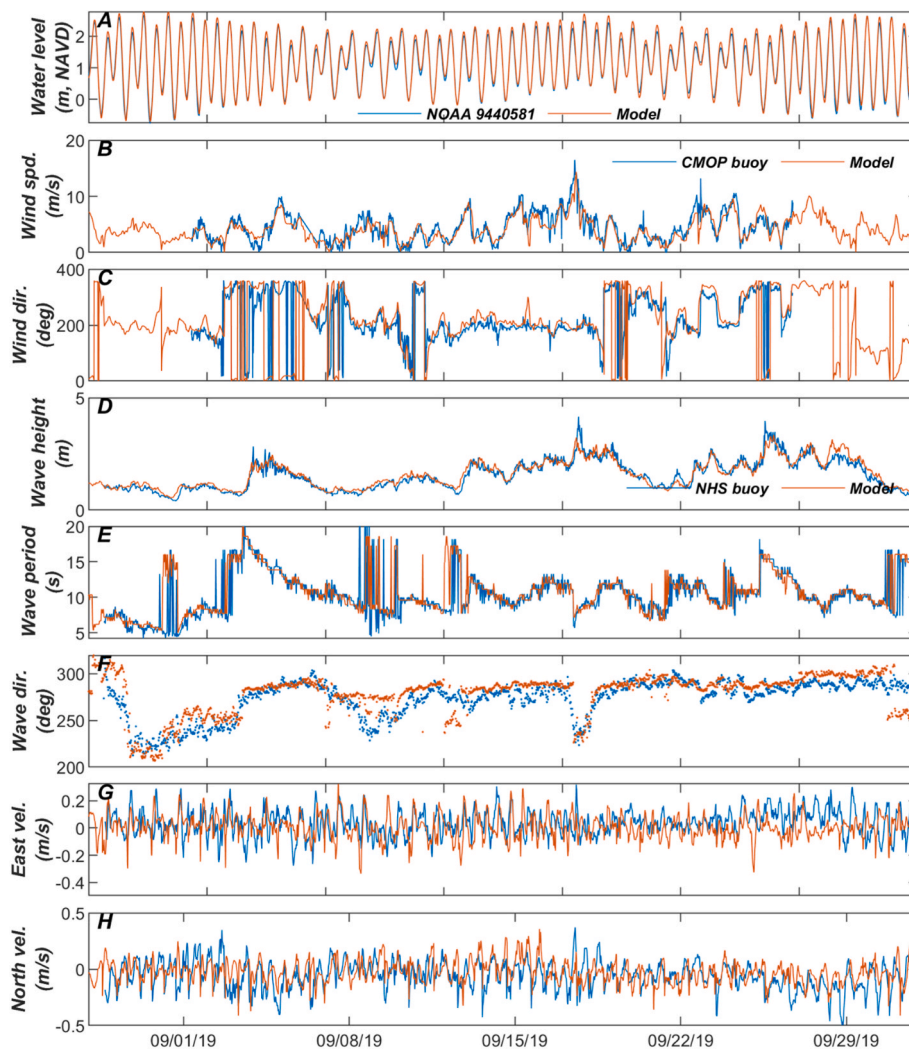 A
Water level
(m, NAVD)
2
1
0
NOAA 9440581 Model
B
Wind spd.
(m/s)
20
10
0
CMOP buoy Model
C
Wind dir.
(deg)
400
200
0
D
Wave height
(m)
5
0
NHS buoy Model
E
Wave period
(s)
20
15
10
5
F
Wave dir.
(deg)
300
250
200
G
East vel.
(m/s)
0.2
0
-0.2
-0.4
H
North vel.
(m/s)
0.5
0
-0.5
09/01/19 09/08/19 09/15/19 09/22/19 09/29/19